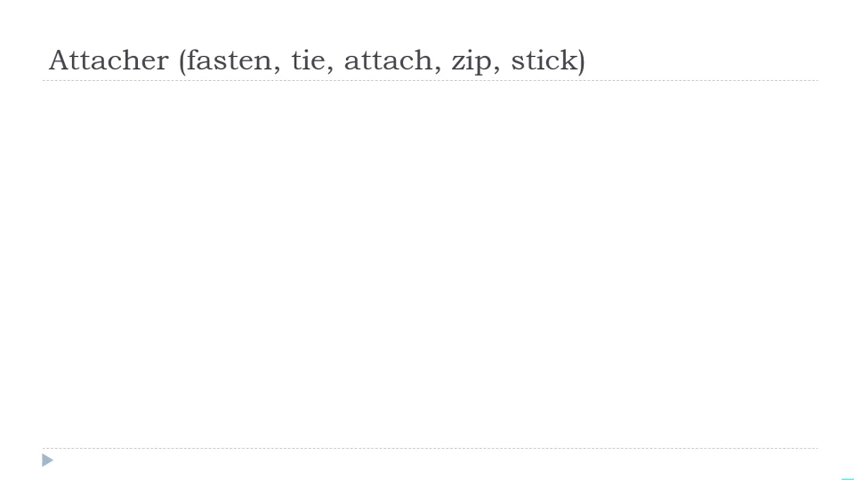 Attacher (fasten, tie, attach, zip, stick)